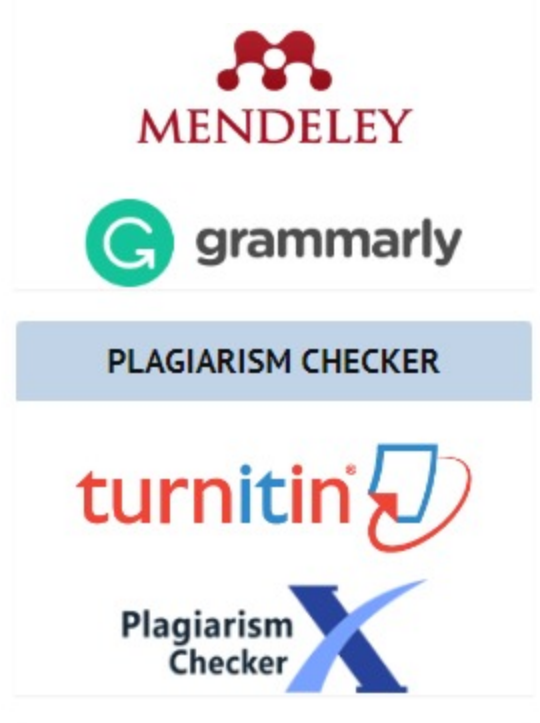 MENDELEY
grammarly
PLAGIARISM CHECKER
turnitin®
Plagiarism
Checker X